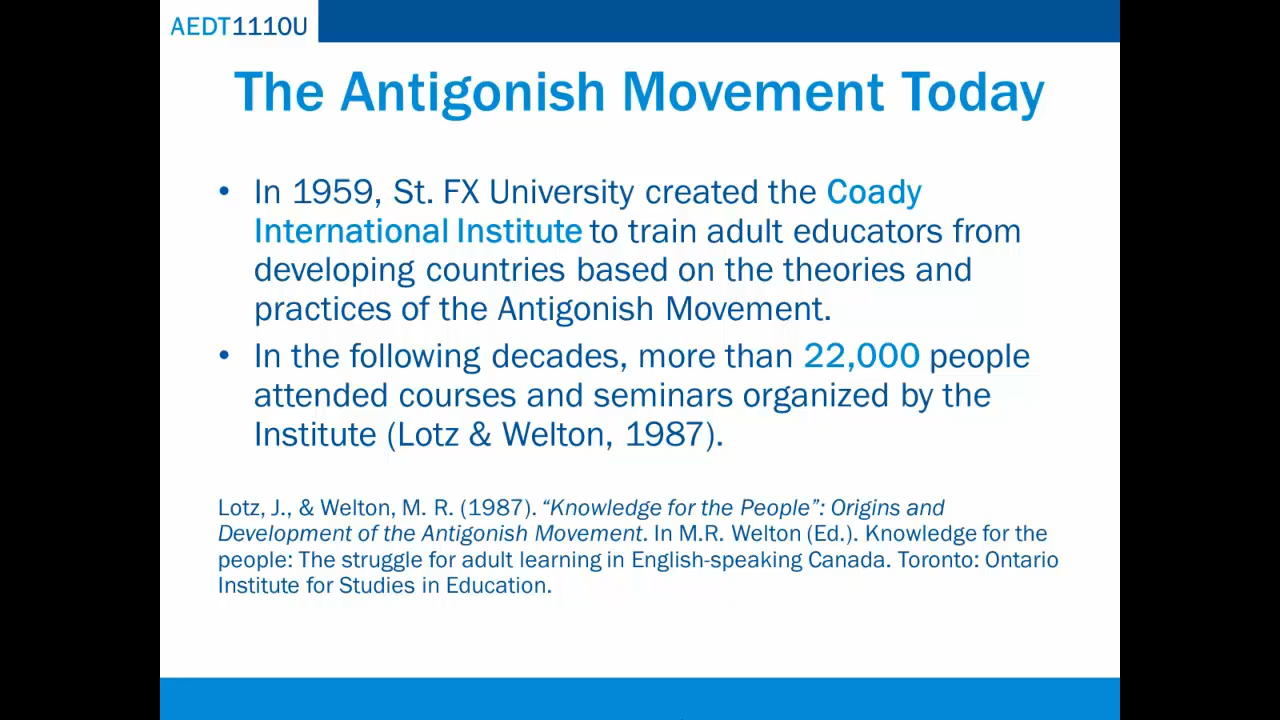 AEDT1110U
The Antigonish Movement Today
• In 1959, St. FX University created the Coady
International Institute to train adult educators from
developing countries based on the theories and
practices of the Antigonish Movement.
• In the following decades, more than 22,000 people
attended courses and seminars organized by the
Institute (Lotz & Welton, 1987).
Lotz, J., & Welton, M. R. (1987). “Knowledge for the People”: Origins and
Development of the Antigonish Movement. In M.R. Welton (Ed.). Knowledge for the
people: The struggle for adult learning in English-speaking Canada. Toronto: Ontario
Institute for Studies in Education.